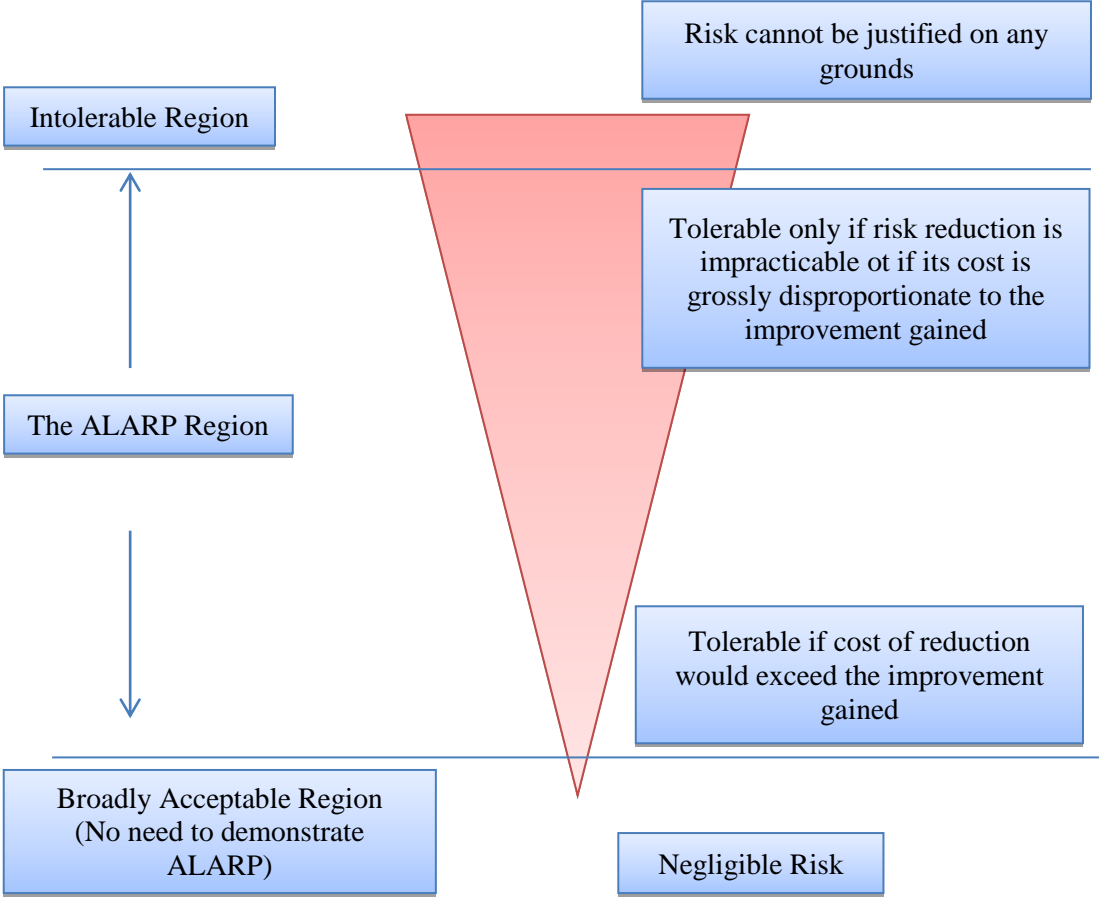 Risk cannot be justified on any
grounds
Intolerable Region
Tolerable only if risk reduction is
impracticable ot if its cost is
grossly disproportionate to the
improvement gained
The ALARP Region
Tolerable if cost of reduction
would exceed the improvement
gained
Broadly Acceptable Region
(No need to demonstrate
ALARP)
Negligible Risk